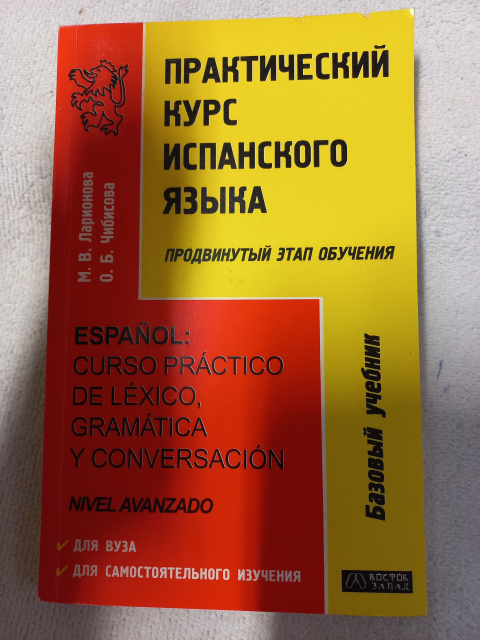 ПРАКТИЧЕСКИЙ
КУРС
ИСПАНСКОГО
ЯЗЫКА
ПРОДВИНУТЫЙ ЭТАП ОБУЧЕНИЯ
М. В. Ларионова
О. Б. Чибисова
ESPAÑOL:
CURSO PRÁCTICO
DE LÉXICO,
GRAMÁTICA
Y CONVERSACIÓN
NIVEL AVANZADO
✓ ДЛЯ ВУЗА
✓ ДЛЯ САМОСТОЯТЕЛЬНОГО ИЗУЧЕНИЯ
Базовый учебник
ВОСТОК
ЗАПАД